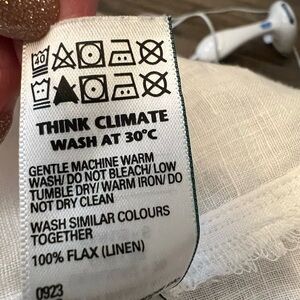 THINK CLIMATE
WASH AT 30°C
GENTLE MACHINE WARM
WASH/ DO NOT BLEACH/ LOW
TUMBLE DRY/ WARM IRON/ DO
NOT DRY CLEAN
WASH SIMILAR COLOURS
TOGETHER
100% FLAX (LINEN)
0923